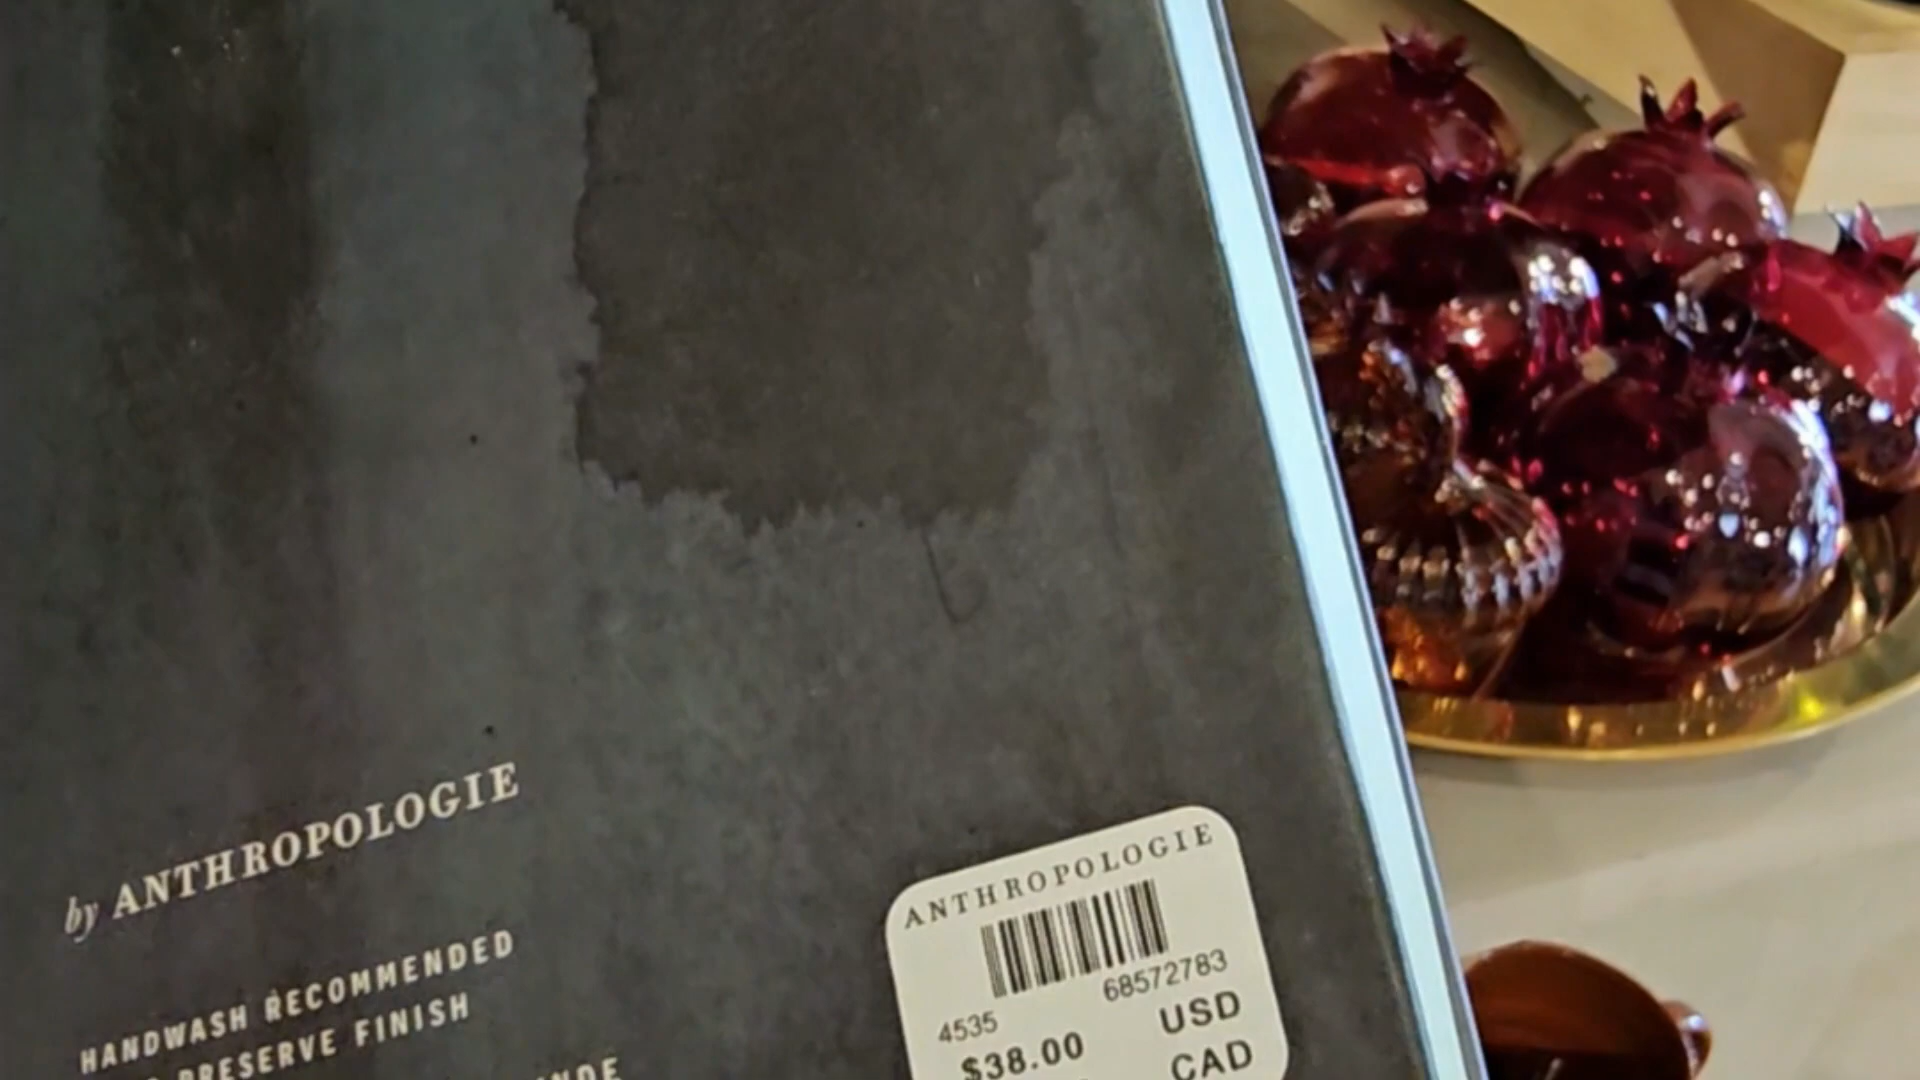 by ANTHROPOLOGIE
HANDWASH RECOMMENDED
PRESERVE FINISH
ANTHROPOLOGIE
68572783
4535
USD
$38.00
CAD